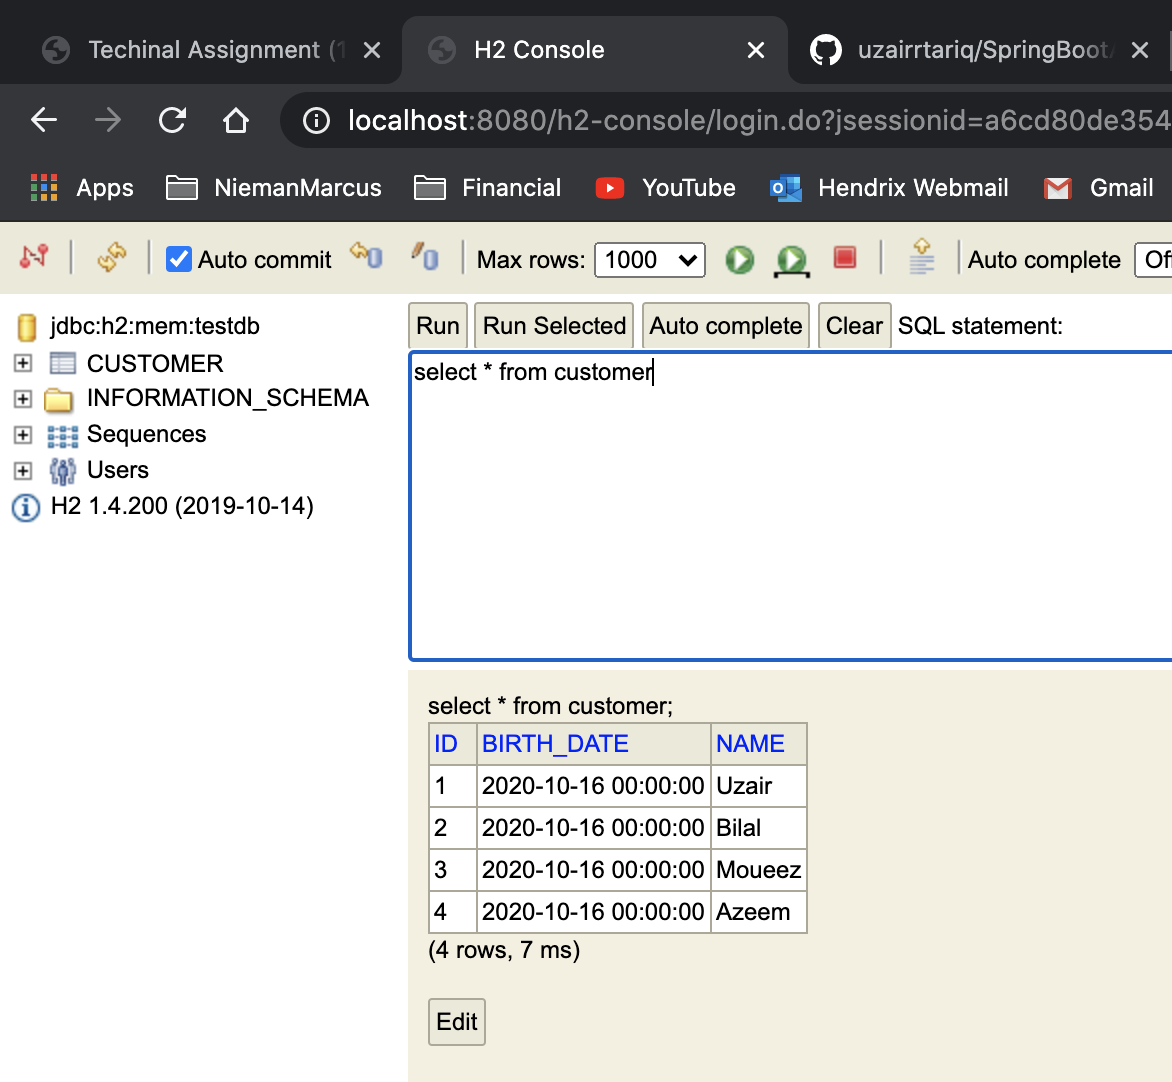 Techinal Assignment (1
H2 Console
uzairrtariq/SpringBootA
localhost:8080/h2-console/login.do?jsessionid=a6cd80de354
Apps NiemanMarcus Financial YouTube Hendrix Webmail Gmail
Auto commit Max rows: 1000 Auto complete Off
jdbc:h2:mem:testdb
CUSTOMER
INFORMATION_SCHEMA
Sequences
Users
H2 1.4.200 (2019-10-14)
Run Run Selected Auto complete Clear SQL statement:
select * from customer
select * from customer;
ID BIRTH_DATE NAME
1 2020-10-16 00:00:00 Uzair
2 2020-10-16 00:00:00 Bilal
3 2020-10-16 00:00:00 Moueez
4 2020-10-16 00:00:00 Azeem
(4 rows, 7 ms)
Edit